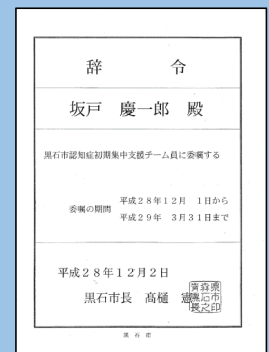 辞　　　令
坂戸　慶一郎　殿
黒石市認知症初期集中支援チーム員に委嘱する
委嘱の期間
平成２８年１２月　１日から
平成２９年　３月３１日まで
平成２８年１２月２日
黒石市長　髙樋　憲
黒石市